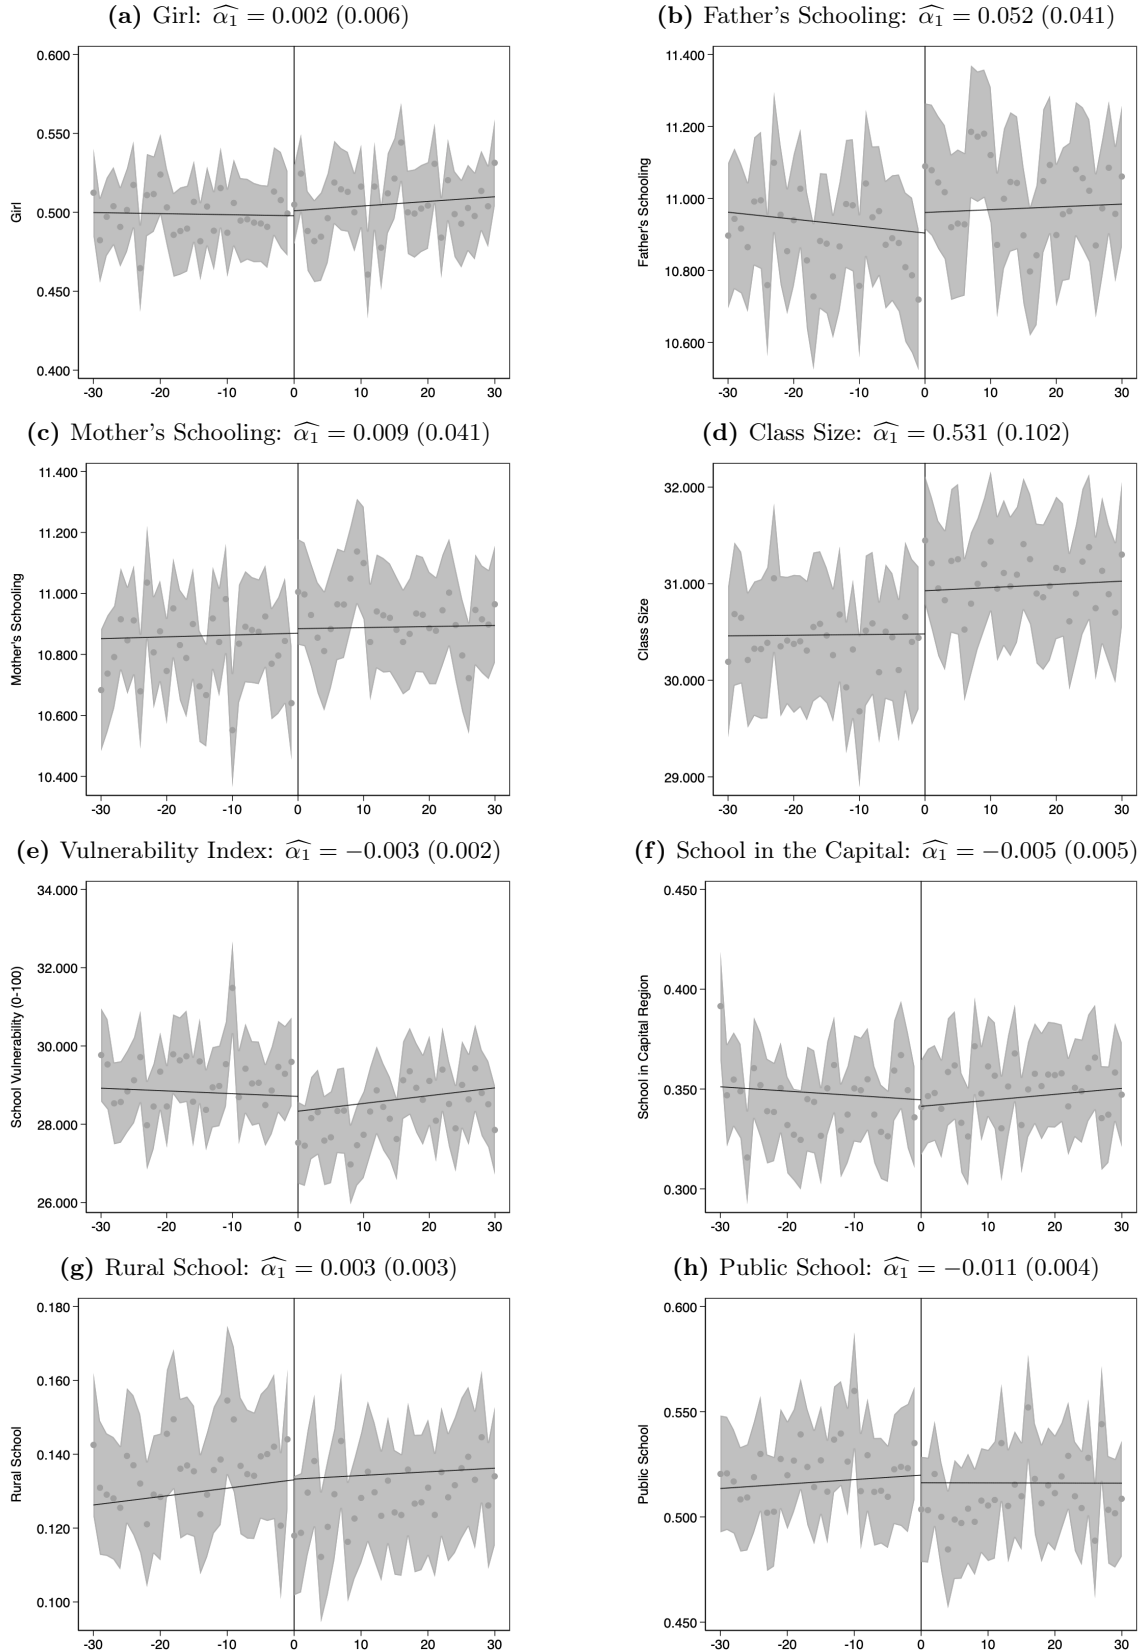 (a) Girl: α̂₁ = 0.002 (0.006)
0.600
0.550
0.500
0.450
0.400
Girl
-30 -20 -10 0 10 20 30
(b) Father's Schooling: α̂₁ = 0.052 (0.041)
11.400
11.200
11.000
10.800
10.600
Father's Schooling
-30 -20 -10 0 10 20 30
(c) Mother's Schooling: α̂₁ = 0.009 (0.041)
11.400
11.200
11.000
10.800
10.600
10.400
Mother's Schooling
-30 -20 -10 0 10 20 30
(d) Class Size: α̂₁ = 0.531 (0.102)
32.000
31.000
30.000
29.000
Class Size
-30 -20 -10 0 10 20 30
(e) Vulnerability Index: α̂₁ = −0.003 (0.002)
34.000
32.000
30.000
28.000
26.000
School Vulnerability (0-100)
-30 -20 -10 0 10 20 30
(f) School in the Capital: α̂₁ = −0.005 (0.005)
0.450
0.400
0.350
0.300
School in Capital Region
-30 -20 -10 0 10 20 30
(g) Rural School: α̂₁ = 0.003 (0.003)
0.180
0.160
0.140
0.120
0.100
Rural School
-30 -20 -10 0 10 20 30
(h) Public School: α̂₁ = −0.011 (0.004)
0.600
0.550
0.500
0.450
Public School
-30 -20 -10 0 10 20 30